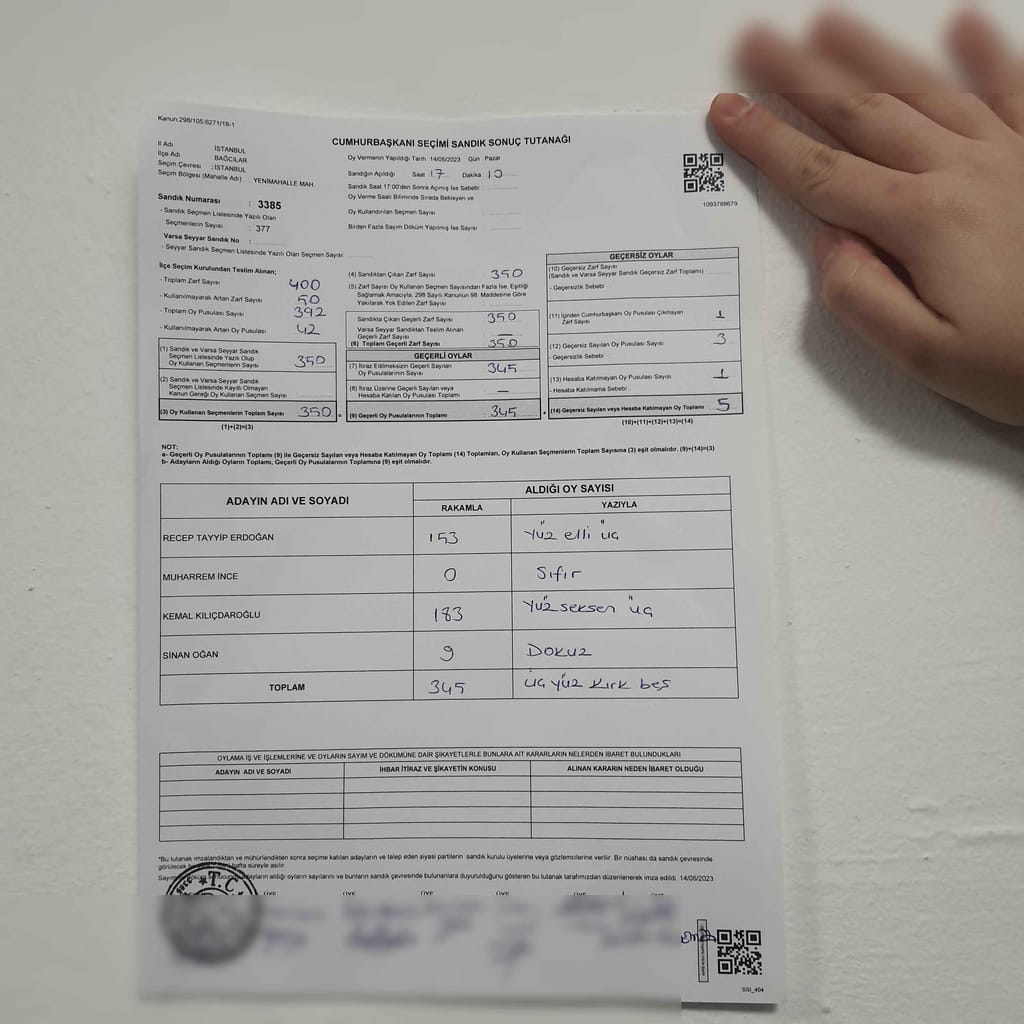 Kanun:298/105;6271/18-1
CUMHURBAŞKANI SEÇİMİ SANDIK SONUÇ TUTANAĞI
İl Adı : İSTANBUL
İlçe Adı : BAĞCILAR
Seçim Çevresi : İSTANBUL
Seçim Bölgesi (Mahalle Adı) : YENİMAHALLE MAH.
Oy Vermenin Yapıldığı Tarih :14/05/2023 Gün : Pazar
Sandığın Açıldığı Saat 17 Dakika 10
Sandık Saat 17:00'den Sonra Açılmış İse Sebebi
Oy Verme Saati Bitiminde Sırada Bekleyen ve
Oy Kullandırılan Seçmen Sayısı
Birden Fazla Sayım Döküm Yapılmış İse Sayısı
1093788679
Sandık Numarası : 3385
- Sandık Seçmen Listesinde Yazılı Olan
Seçmenlerin Sayısı : 377
Varsa Seyyar Sandık No :
- Seyyar Sandık Seçmen Listesinde Yazılı Olan Seçmen Sayısı
İlçe Seçim Kurulundan Teslim Alınan;
- Toplam Zarf Sayısı 400
- Kullanılmayarak Artan Zarf Sayısı 50
- Toplam Oy Pusulası Sayısı 392
- Kullanılmayarak Artan Oy Pusulası 42
(1) Sandık ve Varsa Seyyar Sandık
Seçmen Listesinde Yazılı Olup
Oy Kullanan Seçmenlerin Sayısı 350
(2) Sandık ve Varsa Seyyar Sandık
Seçmen Listesinde Kayıtlı Olmayan
Kanun Gereği Oy Kullanan Seçmen Sayısı
(3) Oy Kullanan Seçmenlerin Toplam Sayısı 350 =
(1)+(2)=(3)
(4) Sandıktan Çıkan Zarf Sayısı 350
(5) Zarf Sayısı Oy Kullanan Seçmen Sayısından Fazla İse, Eşitliği
Sağlamak Amacıyla, 298 Sayılı Kanunun 98. Maddesine Göre
Yakılarak Yok Edilen Zarf Sayısı
Sandıkta Çıkan Geçerli Zarf Sayısı 350
Varsa Seyyar Sandıktan Teslim Alınan
Geçerli Zarf Sayısı —
(6) Toplam Geçerli Zarf Sayısı 350
GEÇERLİ OYLAR
(7) İtiraz Edilmeksizin Geçerli Sayılan
Oy Pusulalarının Sayısı 345
(8) İtiraz Üzerine Geçerli Sayılan veya
Hesaba Katılan Oy Pusulası Toplamı —
(9) Geçerli Oy Pusulalarının Toplamı 345 +
GEÇERSİZ OYLAR
(10) Geçersiz Zarf Sayısı
(Sandık ve Varsa Seyyar Sandık Geçersiz Zarf Toplamı)
- Geçersizlik Sebebi
(11) İçinden Cumhurbaşkanı Oy Pusulası Çıkmayan
Zarf Sayısı 1
(12) Geçersiz Sayılan Oy Pusulası Sayısı 3
- Geçersizlik Sebebi
(13) Hesaba Katılmayan Oy Pusulası Sayısı 1
- Hesaba Katılmama Sebebi
(14) Geçersiz Sayılan veya Hesaba Katılmayan Oy Toplamı 5
(10)+(11)+(12)+(13)=(14)
NOT:
a- Geçerli Oy Pusulalarının Toplamı (9) ile Geçersiz Sayılan veya Hesaba Katılmayan Oy Toplamı (14) Toplamları, Oy Kullanan Seçmenlerin Toplam Sayısına (3) eşit olmalıdır. (9)+(14)=(3)
b- Adayların Aldığı Oyların Toplamı, Geçerli Oy Pusulalarının Toplamına (9) eşit olmalıdır.
ADAYIN ADI VE SOYADI
ALDIĞI OY SAYISI
RAKAMLA YAZIYLA
RECEP TAYYİP ERDOĞAN 153 Yüz elli üç
MUHARREM İNCE 0 Sıfır
KEMAL KILIÇDAROĞLU 183 Yüz seksen üç
SİNAN OĞAN 9 Dokuz
TOPLAM 345 üç yüz kırk beş
OYLAMA İŞ VE İŞLEMLERİNE VE OYLARIN SAYIM VE DÖKÜMÜNE DAİR ŞİKAYETLERLE BUNLARA AİT KARARLARIN NELERDEN İBARET BULUNDUKLARI
ADAYIN ADI VE SOYADI İHBAR İTİRAZ VE ŞİKAYETİN KONUSU ALINAN KARARIN NEDEN İBARET OLDUĞU
*Bu tutanak imzalandıktan ve mühürlendikten sonra seçime katılan adayların ve talep eden siyasi partilerin sandık kurulu üyelerine veya gözlemcilerine verilir. Bir nüshası da sandık çevresinde
görülecek hafta süreyle asılır.
adayların aldığı oyların sayılarını ve bunların sandık çevresinde bulunanlara duyurulduğunu gösteren bu tutanak tarafımızdan düzenlenerek imza edildi. 14/05/2023
T.C.
ÜYE ÜYE ÜYE ÜYE ÜYE
SSI_404